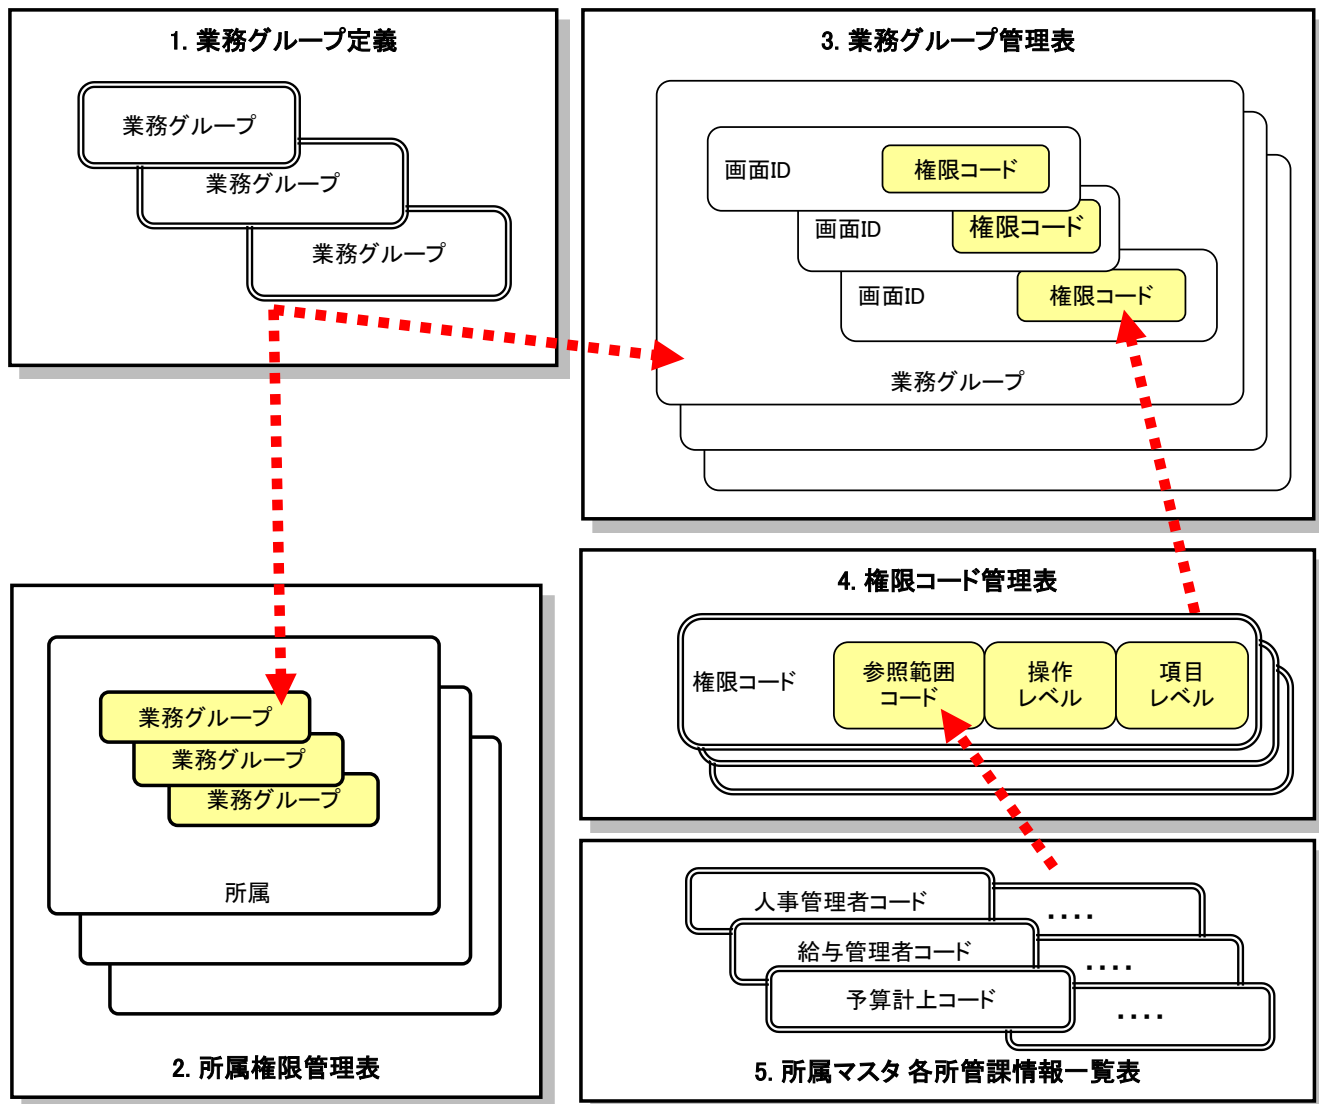 1. 業務グループ定義
業務グループ
業務グループ
業務グループ
3. 業務グループ管理表
画面ID
権限コード
画面ID
権限コード
画面ID
権限コード
業務グループ
業務グループ
業務グループ
業務グループ
所属
2. 所属権限管理表
4. 権限コード管理表
権限コード
参照範囲
コード
操作
レベル
項目
レベル
人事管理者コード
....
給与管理者コード
....
予算計上コード
....
5. 所属マスタ 各所管課情報一覧表